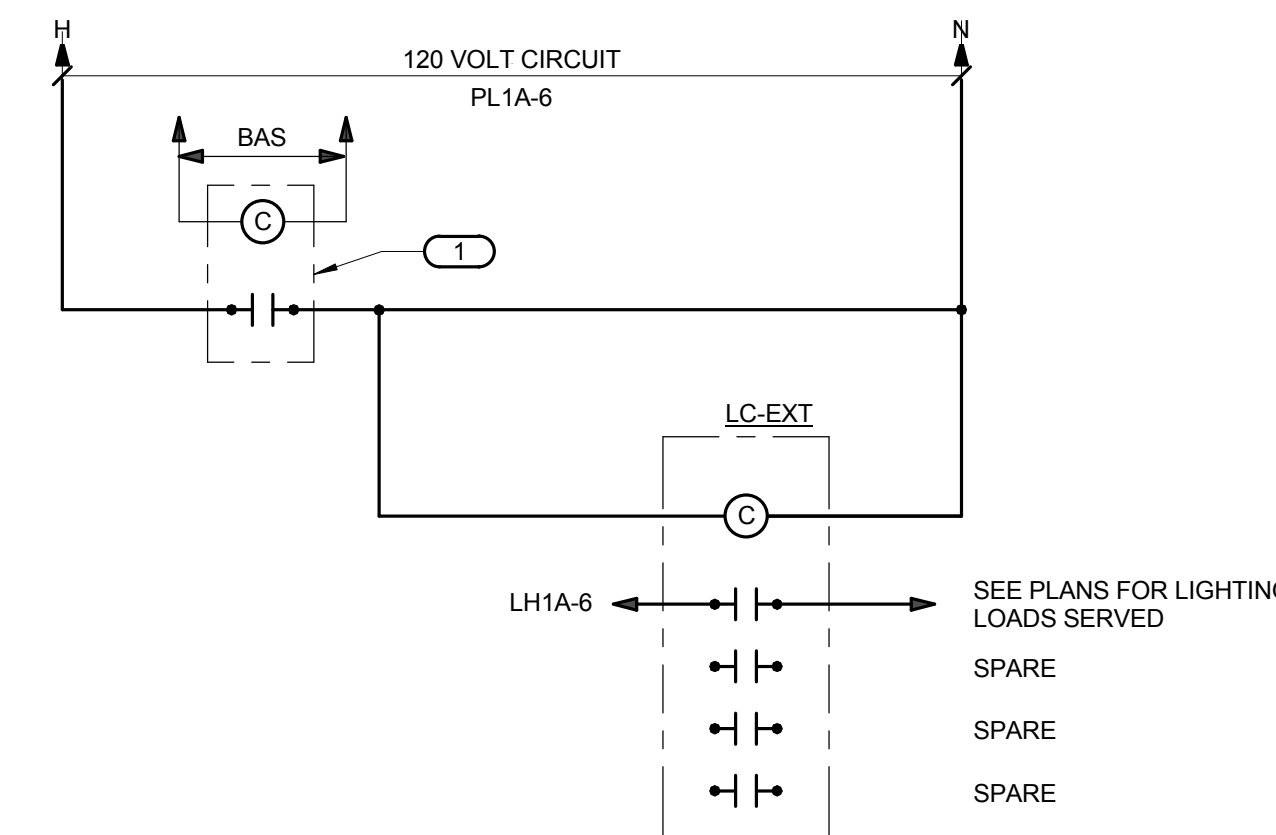 H
N
120 VOLT CIRCUIT
PL1A-6
BAS
C
1
LC-EXT
C
LH1A-6
SEE PLANS FOR LIGHTING
LOADS SERVED
SPARE
SPARE
SPARE